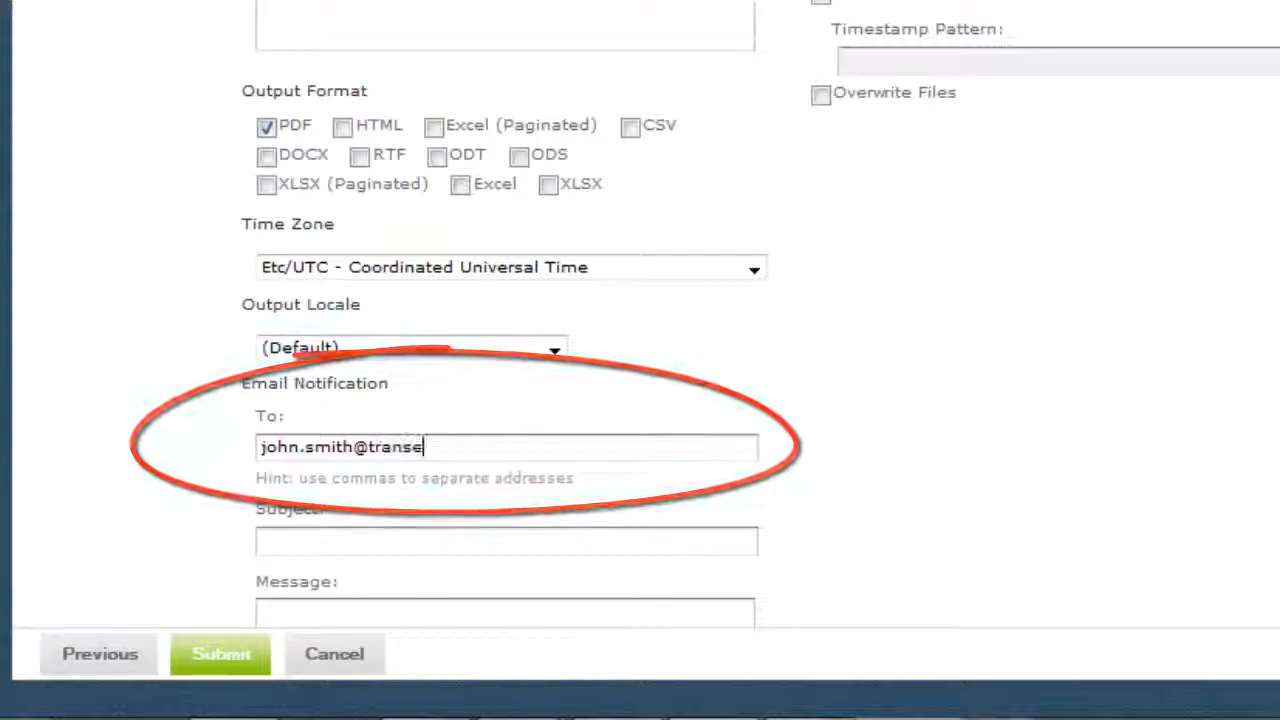 Timestamp Pattern:
Overwrite Files
Output Format
PDF HTML Excel (Paginated) CSV
DOCX RTF ODT ODS
XLSX (Paginated) Excel XLSX
Time Zone
Etc/UTC - Coordinated Universal Time
Output Locale
(Default)
Email Notification
To:
john.smith@transe
Hint: use commas to separate addresses
Subject:
Message:
Previous Submit Cancel